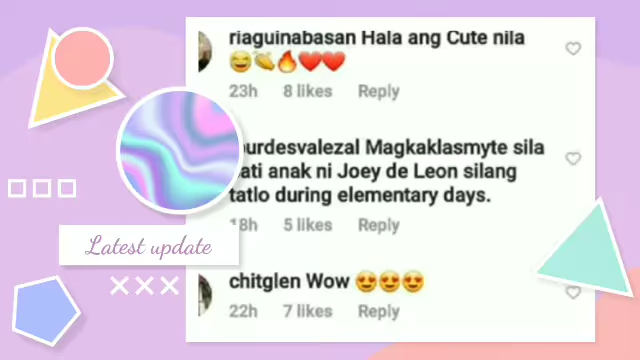 riaguinabasan Hala ang Cute nila
😅👏🔥❤️❤️
23h 8 likes Reply
ourdesvalezal Magkaklasmyte sila
pati anak ni Joey de Leon silang
tatlo during elementary days.
18h 5 likes Reply
Latest update
chitglen Wow 😍😍😍
22h 7 likes Reply